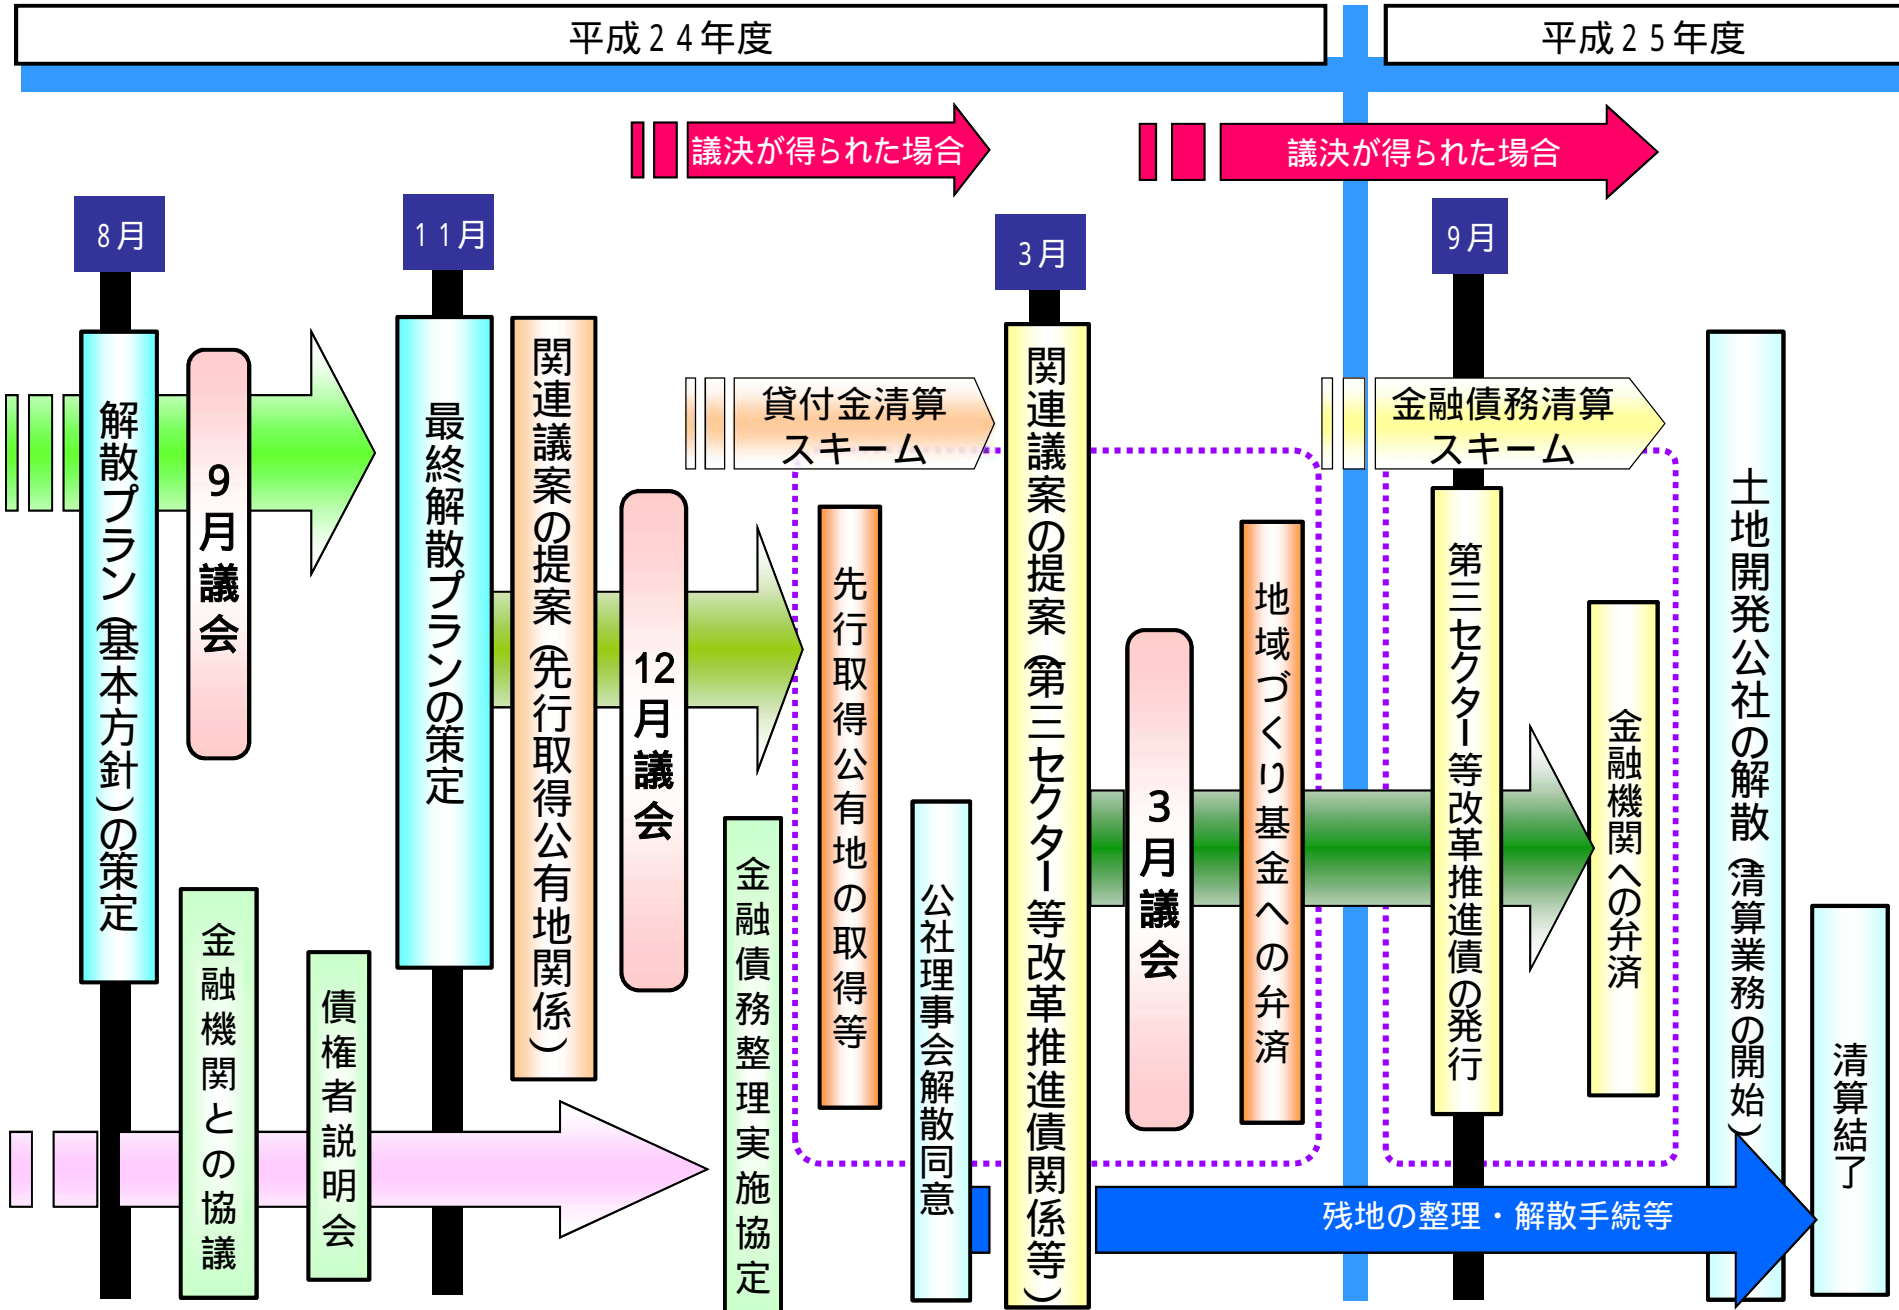 平成２４年度
平成２５年度
議決が得られた場合
議決が得られた場合
８月
１１月
３月
９月
解散プラン（基本方針）の策定
９月議会
金融機関との協議
債権者説明会
最終解散プランの策定
関連議案の提案（先行取得公有地関係）
12月議会
金融債務整理実施協定
貸付金清算
スキーム
先行取得公有地の取得等
公社理事会解散同意
関連議案の提案（第三セクター等改革推進債関係等）
３月議会
地域づくり基金への弁済
金融債務清算
スキーム
第三セクター等改革推進債の発行
金融機関への弁済
土地開発公社の解散（清算業務の開始）
清算結了
残地の整理・解散手続等